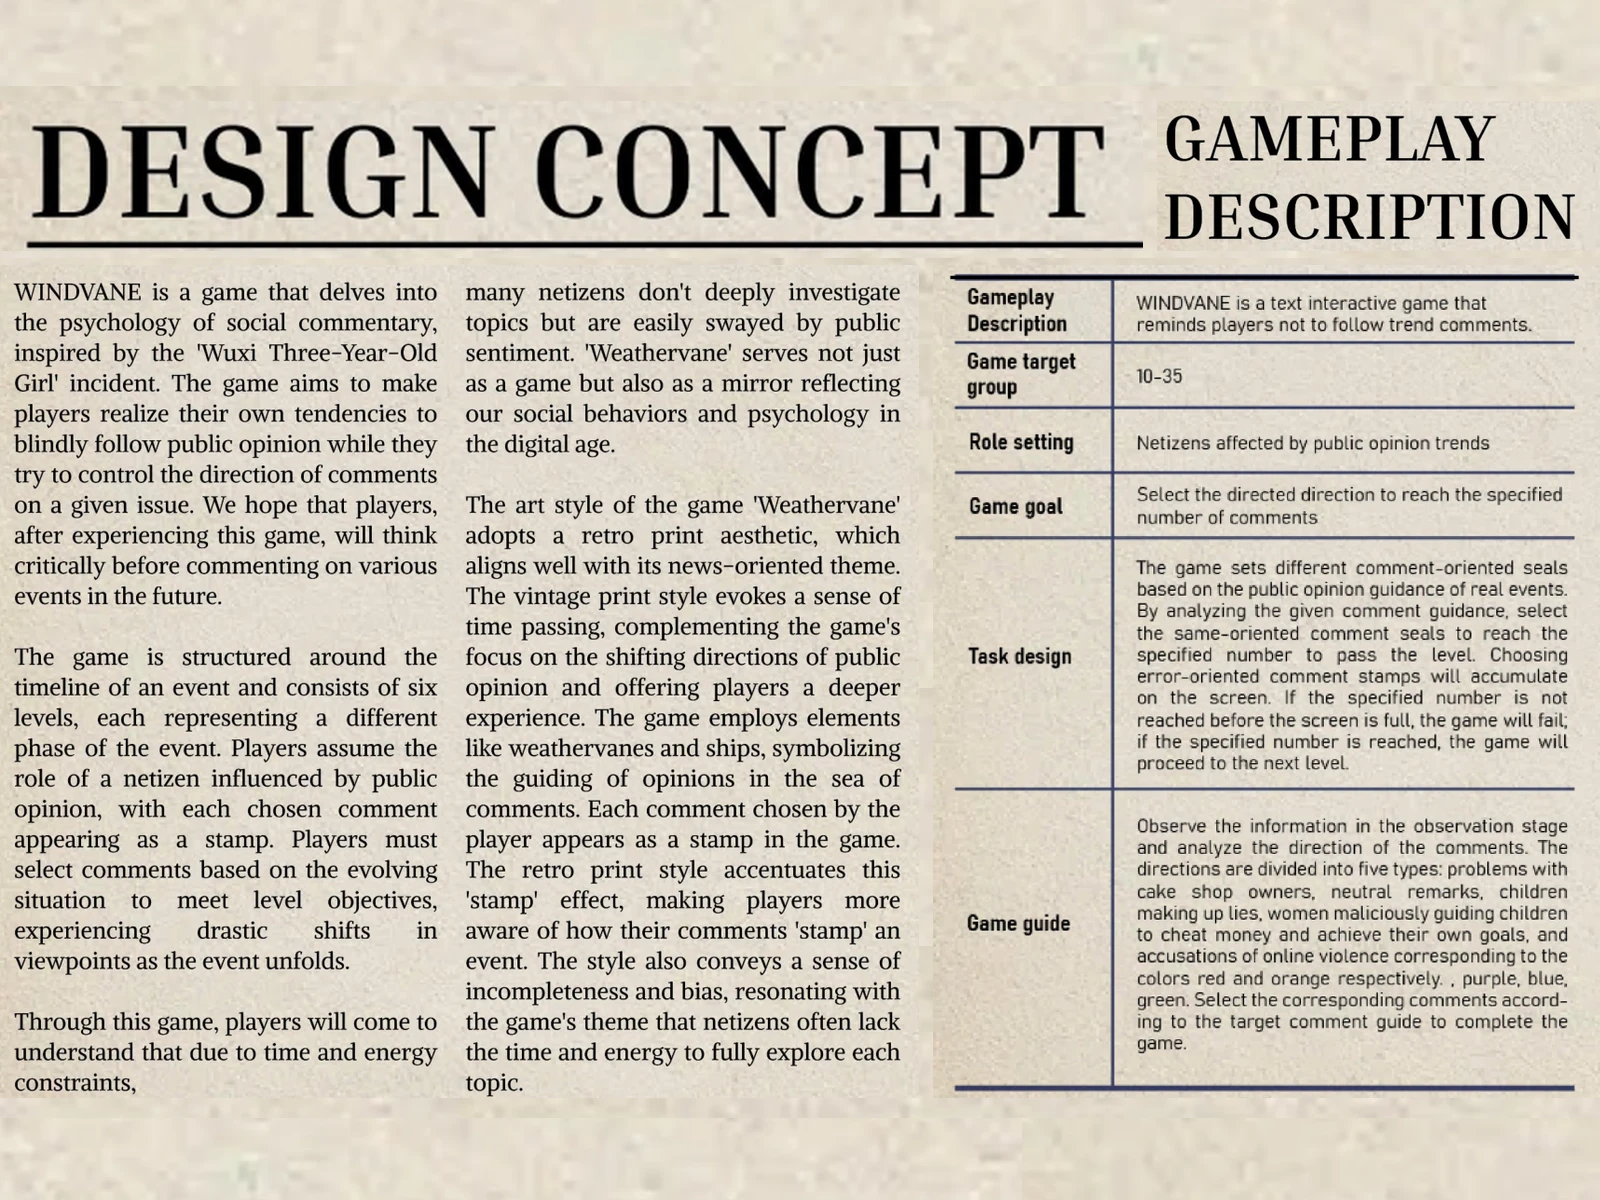 DESIGN CONCEPT
WINDVANE is a game that delves into
the psychology of social commentary,
inspired by the 'Wuxi Three-Year-Old
Girl' incident. The game aims to make
players realize their own tendencies to
blindly follow public opinion while they
try to control the direction of comments
on a given issue. We hope that players,
after experiencing this game, will think
critically before commenting on various
events in the future.
The game is structured around the
timeline of an event and consists of six
levels, each representing a different
phase of the event. Players assume the
role of a netizen influenced by public
opinion, with each chosen comment
appearing as a stamp. Players must
select comments based on the evolving
situation to meet level objectives,
experiencing drastic shifts in
viewpoints as the event unfolds.
Through this game, players will come to
understand that due to time and energy
constraints,
many netizens don't deeply investigate
topics but are easily swayed by public
sentiment. 'Weathervane' serves not just
as a game but also as a mirror reflecting
our social behaviors and psychology in
the digital age.
The art style of the game 'Weathervane'
adopts a retro print aesthetic, which
aligns well with its news-oriented theme.
The vintage print style evokes a sense of
time passing, complementing the game's
focus on the shifting directions of public
opinion and offering players a deeper
experience. The game employs elements
like weathervanes and ships, symbolizing
the guiding of opinions in the sea of
comments. Each comment chosen by the
player appears as a stamp in the game.
The retro print style accentuates this
'stamp' effect, making players more
aware of how their comments 'stamp' an
event. The style also conveys a sense of
incompleteness and bias, resonating with
the game's theme that netizens often lack
the time and energy to fully explore each
topic.
GAMEPLAY
DESCRIPTION
Gameplay
Description
WINDVANE is a text interactive game that
reminds players not to follow trend comments.
Game target
group
10-35
Role setting
Netizens affected by public opinion trends
Game goal
Select the directed direction to reach the specified
number of comments
Task design
The game sets different comment-oriented seals
based on the public opinion guidance of real events.
By analyzing the given comment guidance, select
the same-oriented comment seals to reach the
specified number to pass the level. Choosing
error-oriented comment stamps will accumulate
on the screen. If the specified number is not
reached before the screen is full, the game will fail;
if the specified number is reached, the game will
proceed to the next level.
Game guide
Observe the information in the observation stage
and analyze the direction of the comments. The
directions are divided into five types: problems with
cake shop owners, neutral remarks, children
making up lies, women maliciously guiding children
to cheat money and achieve their own goals, and
accusations of online violence corresponding to the
colors red and orange respectively. , purple, blue,
green. Select the corresponding comments accord-
ing to the target comment guide to complete the
game.